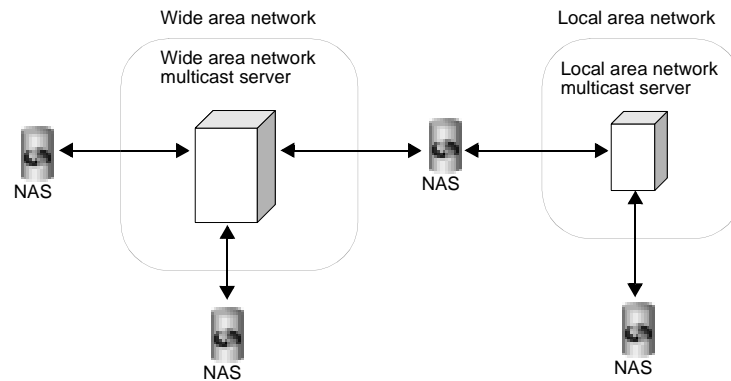 Wide area network
Local area network
Wide area network
multicast server
Local area network
multicast server
NAS
NAS
NAS
NAS